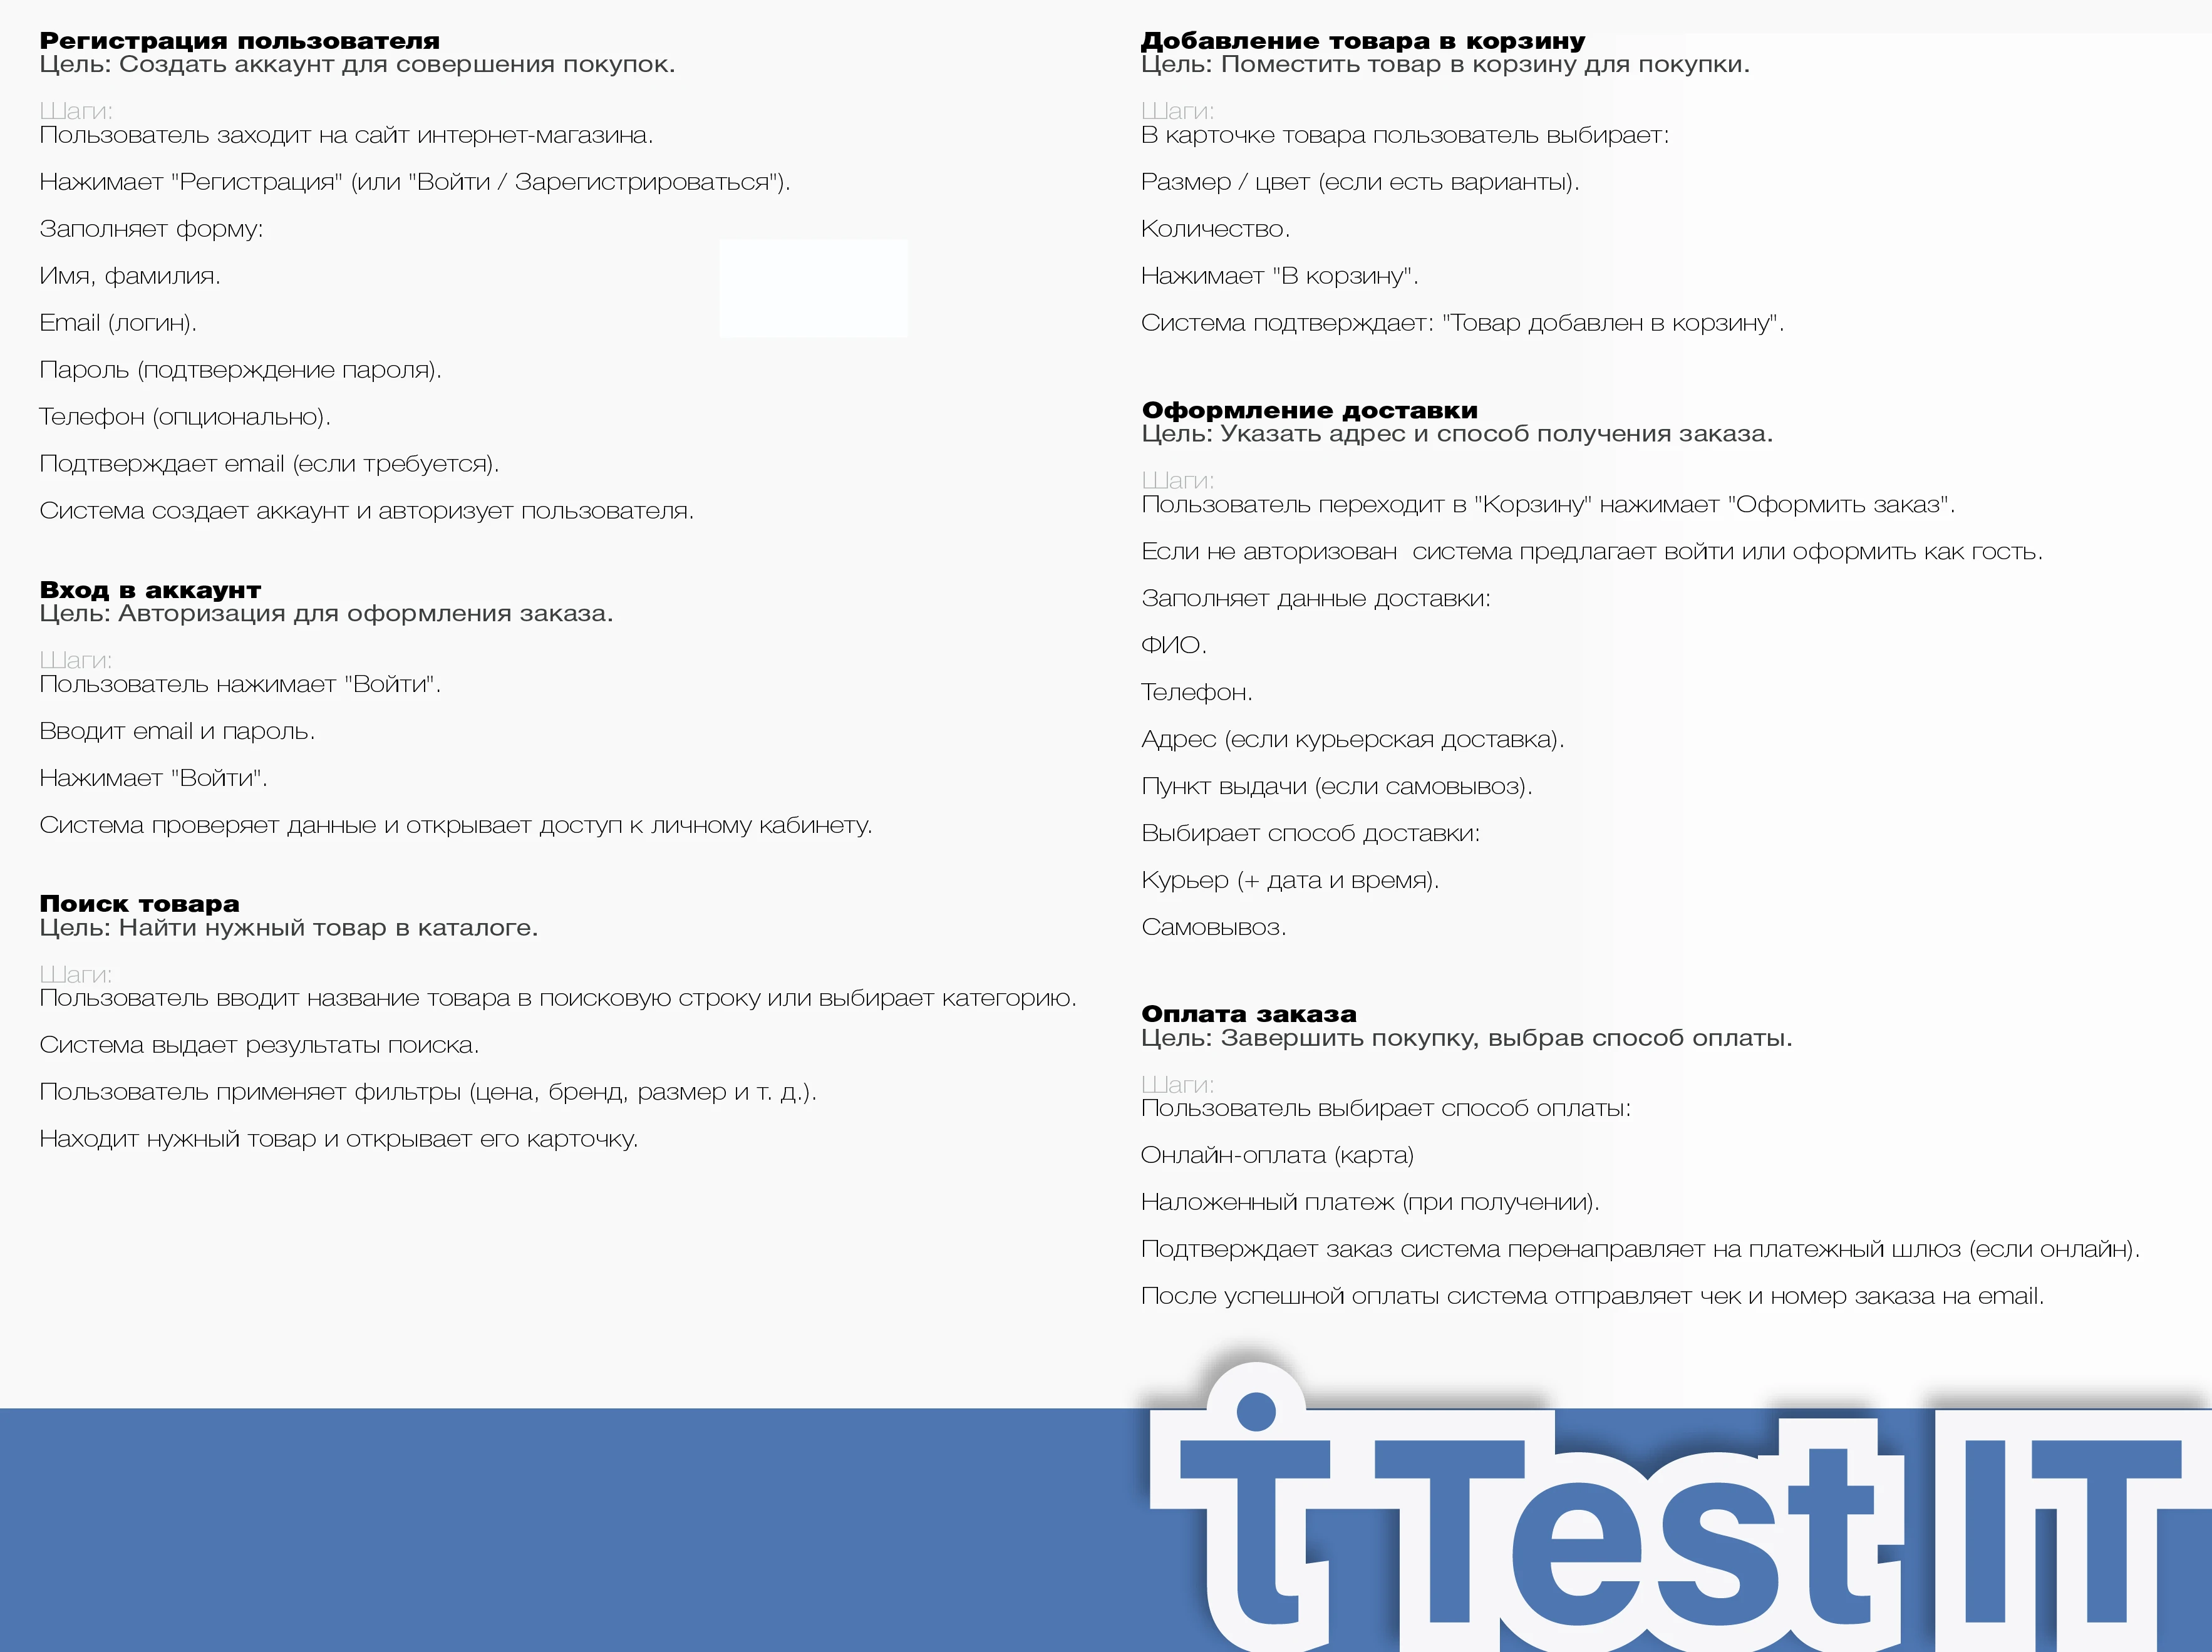 Регистрация пользователя
Цель: Создать аккаунт для совершения покупок.
Шаги:
Пользователь заходит на сайт интернет-магазина.
Нажимает "Регистрация" (или "Войти / Зарегистрироваться").
Заполняет форму:
Имя, фамилия.
Email (логин).
Пароль (подтверждение пароля).
Телефон (опционально).
Подтверждает email (если требуется).
Система создает аккаунт и авторизует пользователя.
Вход в аккаунт
Цель: Авторизация для оформления заказа.
Шаги:
Пользователь нажимает "Войти".
Вводит email и пароль.
Нажимает "Войти".
Система проверяет данные и открывает доступ к личному кабинету.
Поиск товара
Цель: Найти нужный товар в каталоге.
Шаги:
Пользователь вводит название товара в поисковую строку или выбирает категорию.
Система выдает результаты поиска.
Пользователь применяет фильтры (цена, бренд, размер и т. д.).
Находит нужный товар и открывает его карточку.
Добавление товара в корзину
Цель: Поместить товар в корзину для покупки.
Шаги:
В карточке товара пользователь выбирает:
Размер / цвет (если есть варианты).
Количество.
Нажимает "В корзину".
Система подтверждает: "Товар добавлен в корзину".
Оформление доставки
Цель: Указать адрес и способ получения заказа.
Шаги:
Пользователь переходит в "Корзину" нажимает "Оформить заказ".
Если не авторизован  система предлагает войти или оформить как гость.
Заполняет данные доставки:
ФИО.
Телефон.
Адрес (если курьерская доставка).
Пункт выдачи (если самовывоз).
Выбирает способ доставки:
Курьер (+ дата и время).
Самовывоз.
Оплата заказа
Цель: Завершить покупку, выбрав способ оплаты.
Шаги:
Пользователь выбирает способ оплаты:
Онлайн-оплата (карта)
Наложенный платеж (при получении).
Подтверждает заказ система перенаправляет на платежный шлюз (если онлайн).
После успешной оплаты система отправляет чек и номер заказа на email.
Test IT